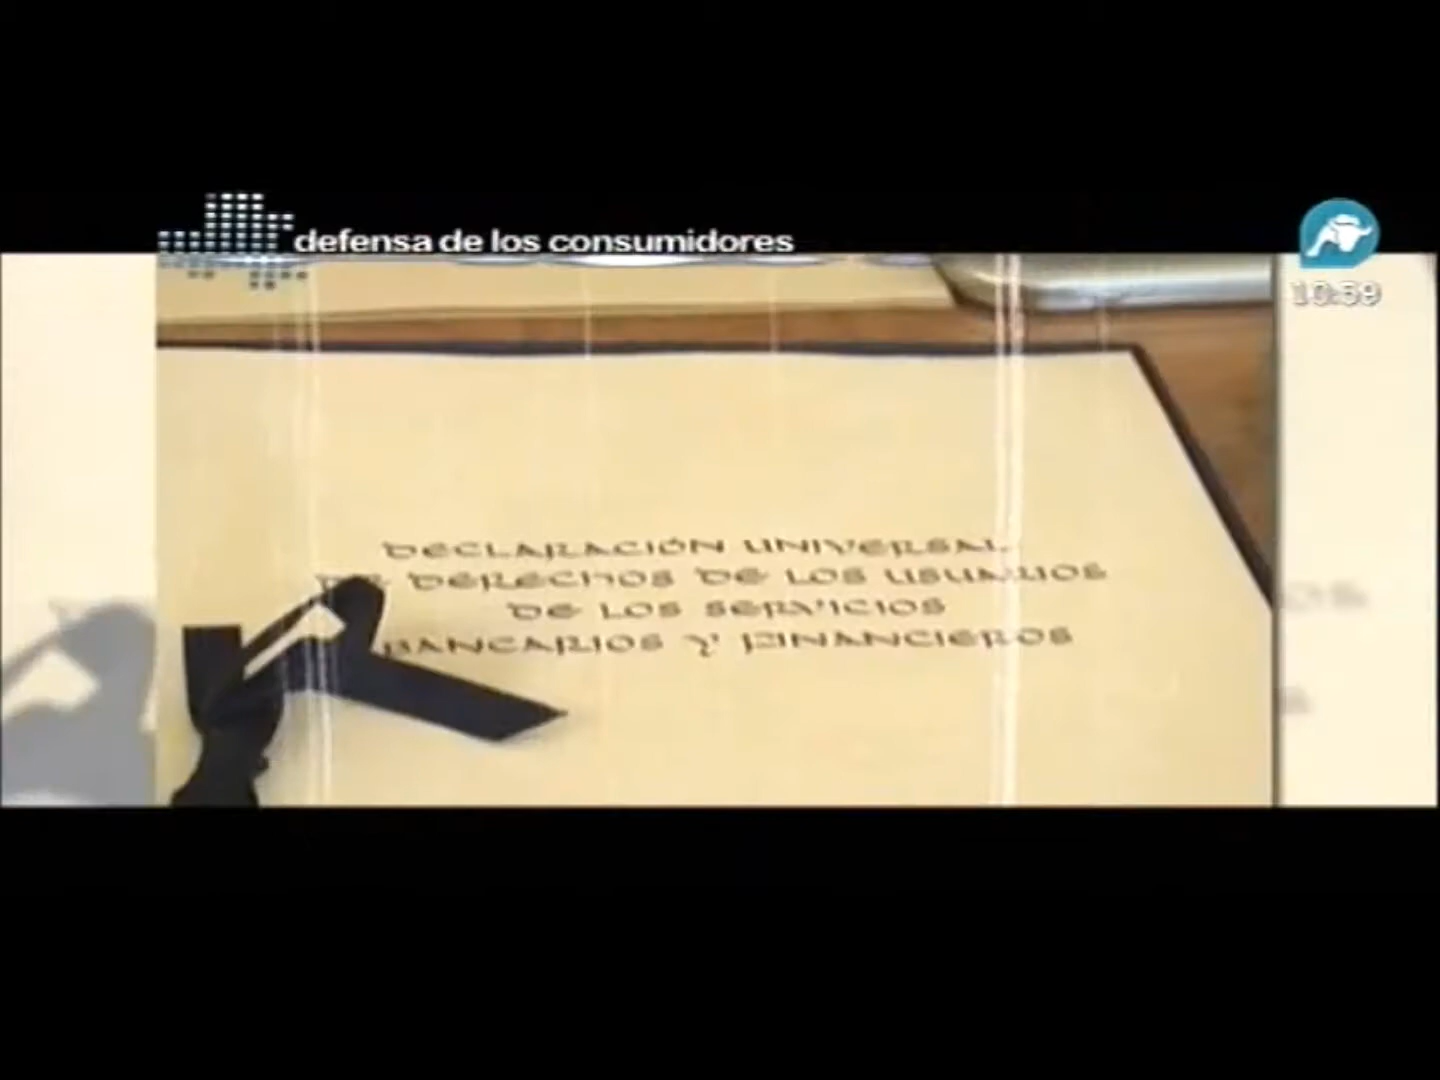 defensa de los consumidores
10:59
DECLARACIÓN UNIVERSAL
DE DERECHOS DE LOS USUARIOS
DE LOS SERVICIOS
BANCARIOS Y FINANCIEROS